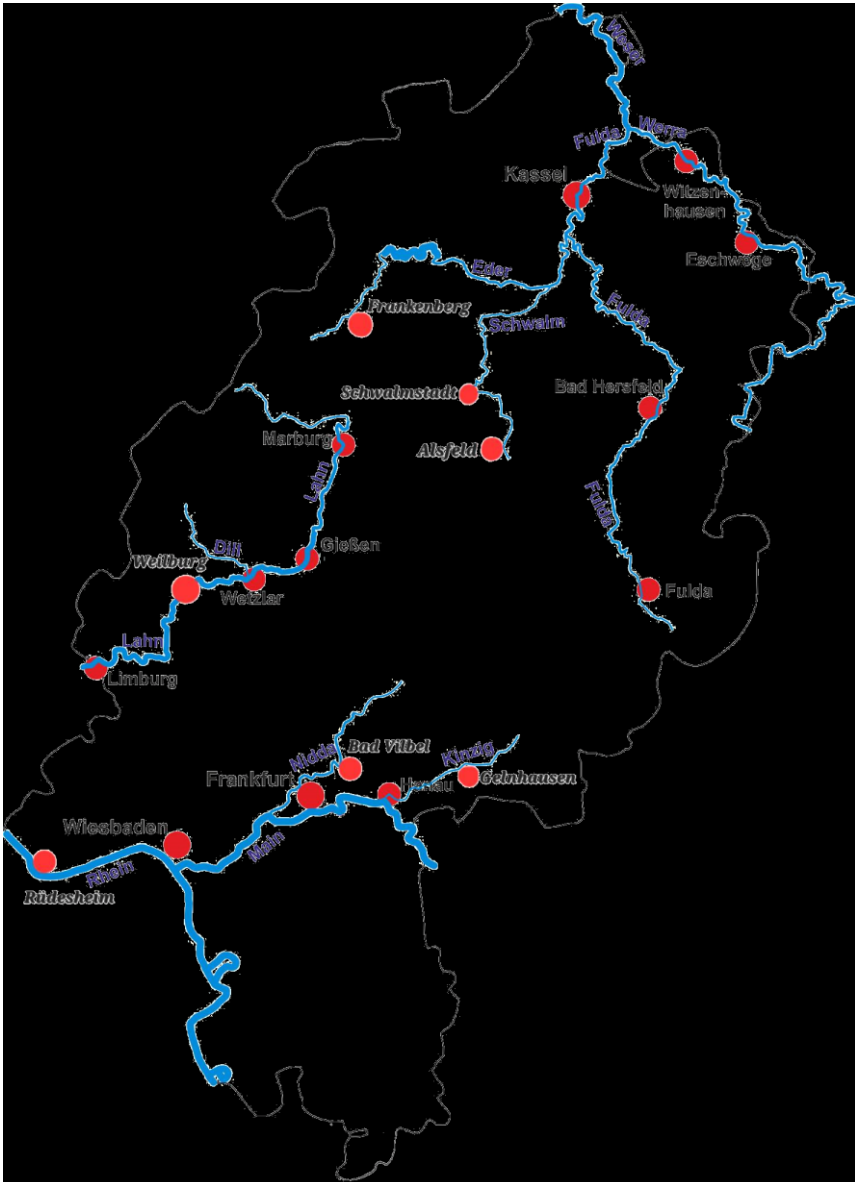 Weser
Fulda
Werra
Kassel
Witzen-
hausen
Eschwege
Eder
Frankenberg
Fulda
Schwalm
Schwalmstadt
Bad Hersfeld
Marburg
Alsfeld
Lahn
Fulda
Dill
Gießen
Weilburg
Wetzlar
Fulda
Lahn
Limburg
Nidda
Bad Vilbel
Kinzig
Frankfurt
Hanau
Gelnhausen
Wiesbaden
Main
Rhein
Rüdesheim